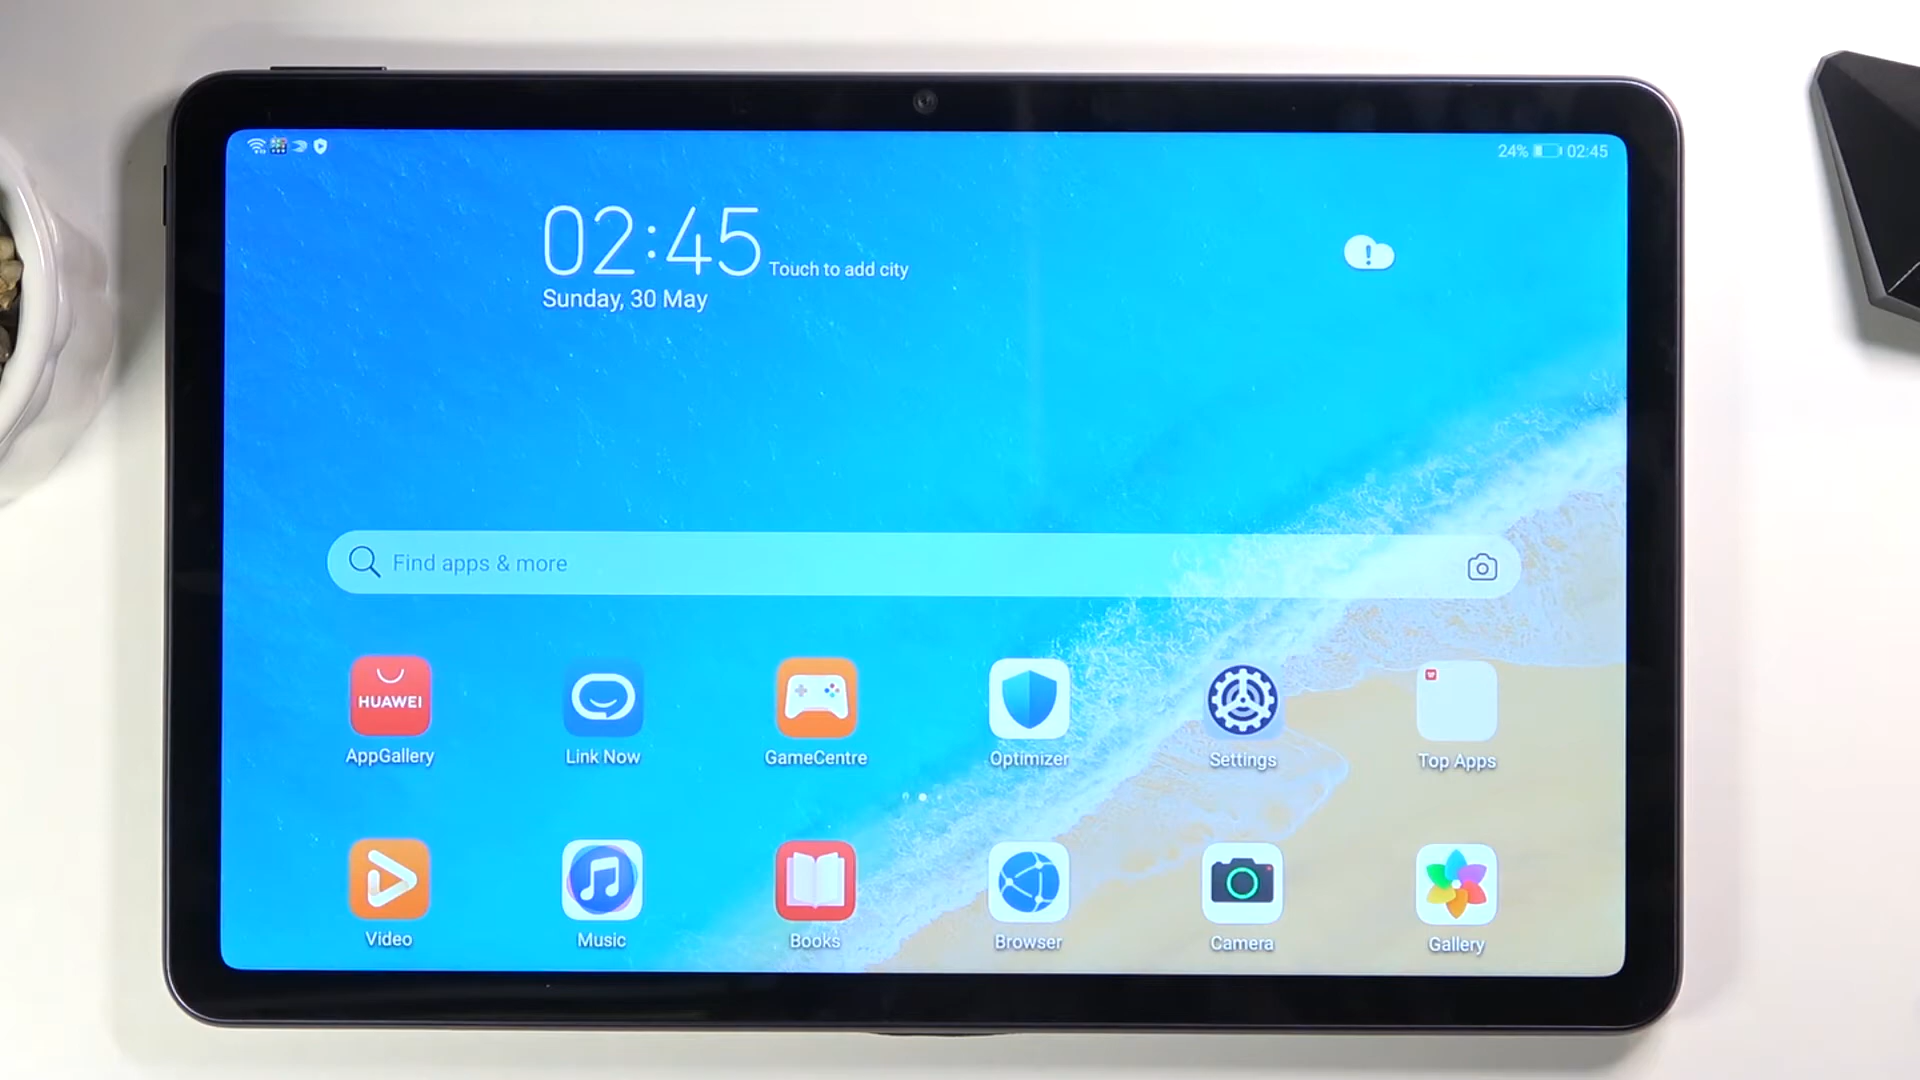 24% 02:45
02:45 Touch to add city
Sunday, 30 May
Find apps & more
HUAWEI
AppGallery
Link Now
GameCentre
Optimizer
Settings
Top Apps
Video
Music
Books
Browser
Camera
Gallery